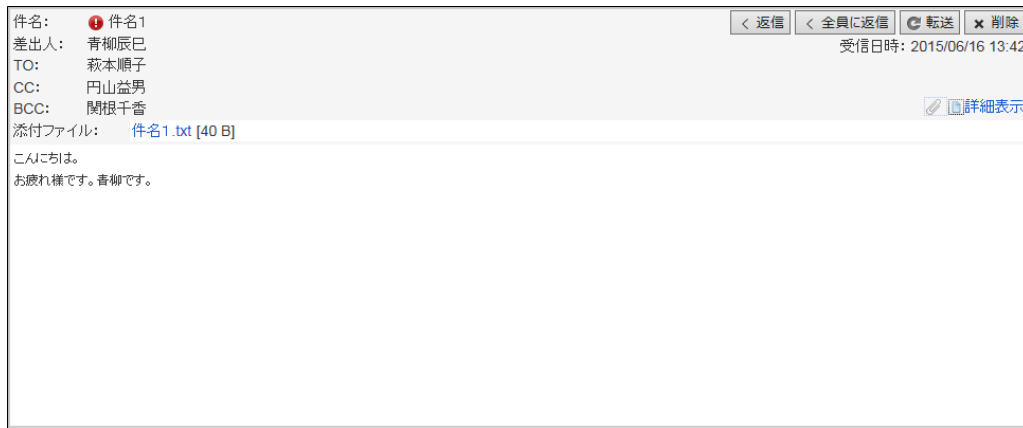 件名: 件名1
< 返信 < 全員に返信 転送 × 削除
差出人: 青柳辰巳
受信日時: 2015/06/16 13:42
TO: 萩本順子
CC: 円山益男
BCC: 関根千香
詳細表示
添付ファイル: 件名1.txt [40 B]
こんにちは。
お疲れ様です。青柳です。